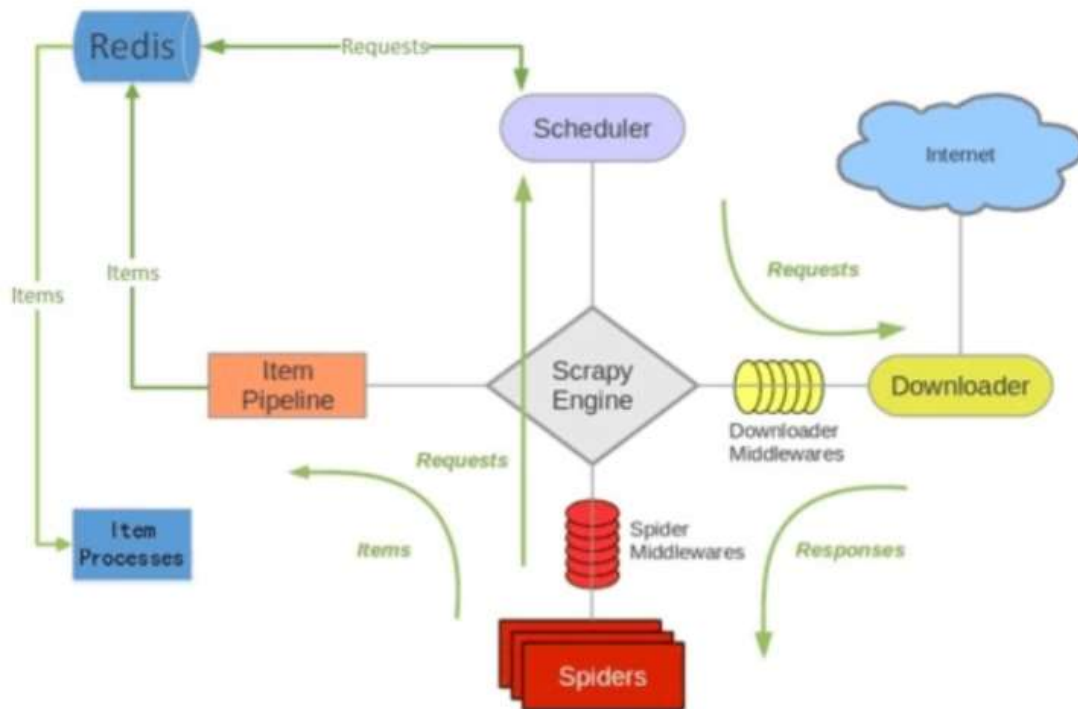 Redis
Requests
Scheduler
Internet
Requests
Items
Items
Item
Pipeline
Scrapy
Engine
Downloader
Downloader
Middlewares
Requests
Item
Processes
Items
Spider
Middlewares
Responses
Spiders